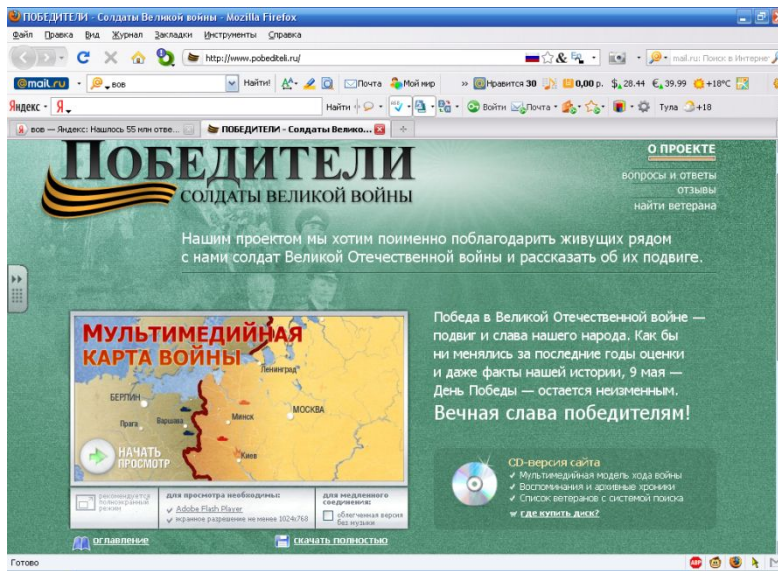 ПОБЕДИТЕЛИ - Солдаты Великой войны - Mozilla Firefox
Файл Правка Вид Журнал Закладки Инструменты Справка
http://www.pobediteli.ru/
mail.ru: Поиск в Интернет
@mail.ru вов Найти! Почта Мой мир Нравится 30 0,00 р. $ 28.44 € 39.99 +18°C
Яндекс Я Найти Войти Почта Тула +18
вов — Яндекс: Нашлось 55 млн отве...
ПОБЕДИТЕЛИ - Солдаты Велико...
ПОБЕДИТЕЛИ
СОЛДАТЫ ВЕЛИКОЙ ВОЙНЫ
О ПРОЕКТЕ
вопросы и ответы
отзывы
найти ветерана
Нашим проектом мы хотим поименно поблагодарить живущих рядом
с нами солдат Великой Отечественной войны и рассказать об их подвиге.
МУЛЬТИМЕДИЙНАЯ
КАРТА ВОЙНЫ
Ленинград
БЕРЛИН
МОСКВА
Прага
Варшава
Минск
Киев
НАЧАТЬ
ПРОСМОТР
рекомендуется
полноэкранный
режим
для просмотра необходимы:
Adobe Flash Player
экранное разрешение не менее 1024x768
для медленного
соединения:
облегченная версия
без музыки
оглавление
скачать полностью
Победа в Великой Отечественной войне —
подвиг и слава нашего народа. Как бы
ни менялись за последние годы оценки
и даже факты нашей истории, 9 мая —
День Победы — остается неизменным.
Вечная слава победителям!
CD-версия сайта
Мультимедийная модель хода войны
Воспоминания и архивные хроники
Список ветеранов с системой поиска
где купить диск?
Готово
ABP